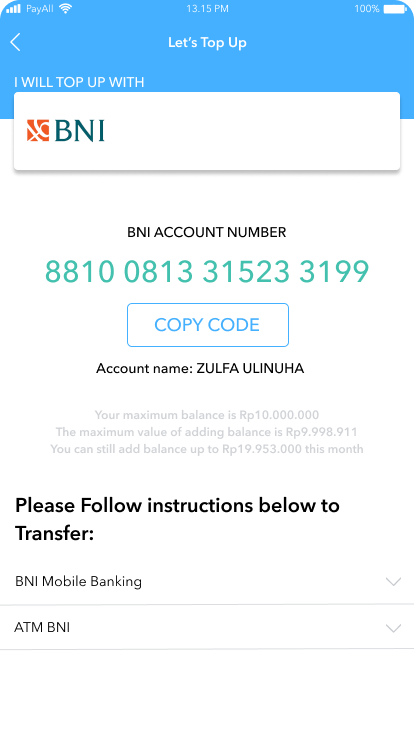 PayAll 13.15 PM 100%
Let's Top Up
I WILL TOP UP WITH
BNI
BNI ACCOUNT NUMBER
8810 0813 31523 3199
COPY CODE
Account name: ZULFA ULINUHA
Your maximum balance is Rp10.000.000
The maximum value of adding balance is Rp9.998.911
You can still add balance up to Rp19.953.000 this month
Please Follow instructions below to
Transfer:
BNI Mobile Banking
ATM BNI